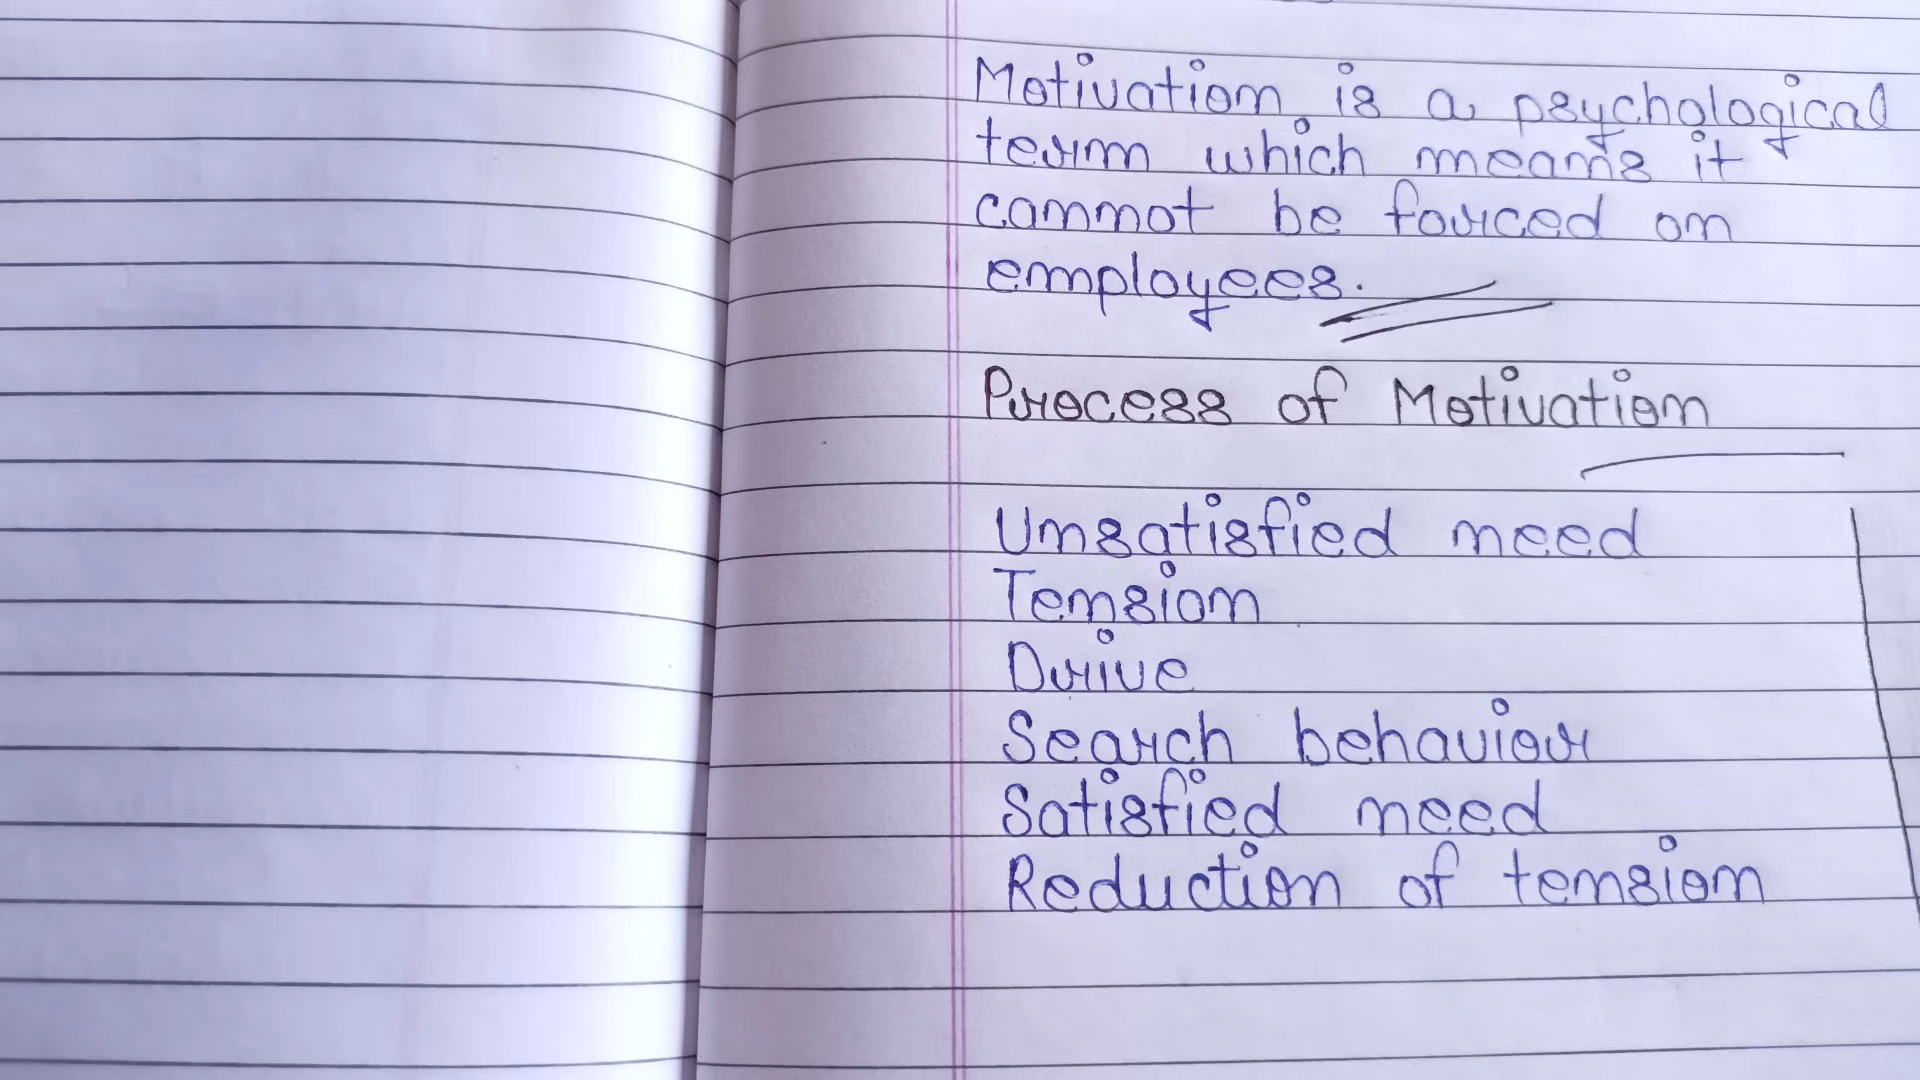 Motivation is a psychological
term which means it
cannot be forced on
employees.
Process of Motivation
Unsatisfied need
Tension
Drive
Search behaviour
Satisfied need
Reduction of tension